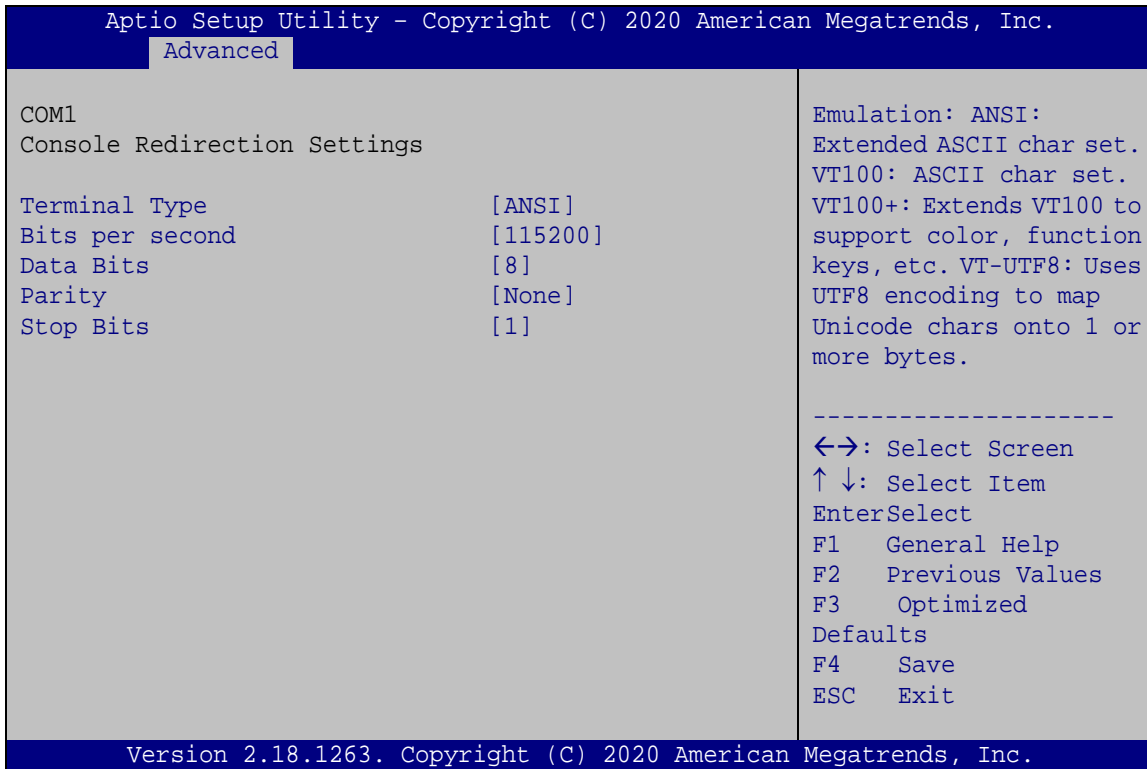 Aptio Setup Utility – Copyright (C) 2020 American Megatrends, Inc.
Advanced
COM1
Console Redirection Settings
Terminal Type [ANSI]
Bits per second [115200]
Data Bits [8]
Parity [None]
Stop Bits [1]
Emulation: ANSI:
Extended ASCII char set.
VT100: ASCII char set.
VT100+: Extends VT100 to
support color, function
keys, etc. VT-UTF8: Uses
UTF8 encoding to map
Unicode chars onto 1 or
more bytes.
---------------------
←→: Select Screen
↑ ↓: Select Item
EnterSelect
F1 General Help
F2 Previous Values
F3 Optimized
Defaults
F4 Save
ESC Exit
Version 2.18.1263. Copyright (C) 2020 American Megatrends, Inc.